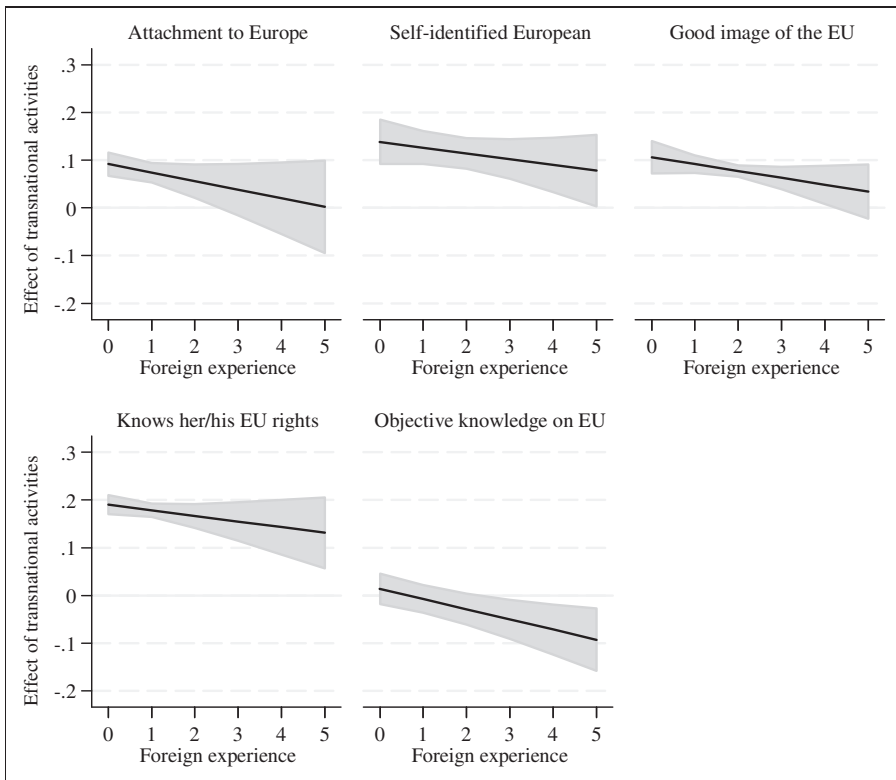 Attachment to Europe
Self-identified European
Good image of the EU
Effect of transnational activities
.3
.2
.1
0
-.1
-.2
0 1 2 3 4 5
0 1 2 3 4 5
0 1 2 3 4 5
Foreign experience
Foreign experience
Foreign experience
Knows her/his EU rights
Objective knowledge on EU
Effect of transnational activities
.3
.2
.1
0
-.1
-.2
0 1 2 3 4 5
0 1 2 3 4 5
Foreign experience
Foreign experience